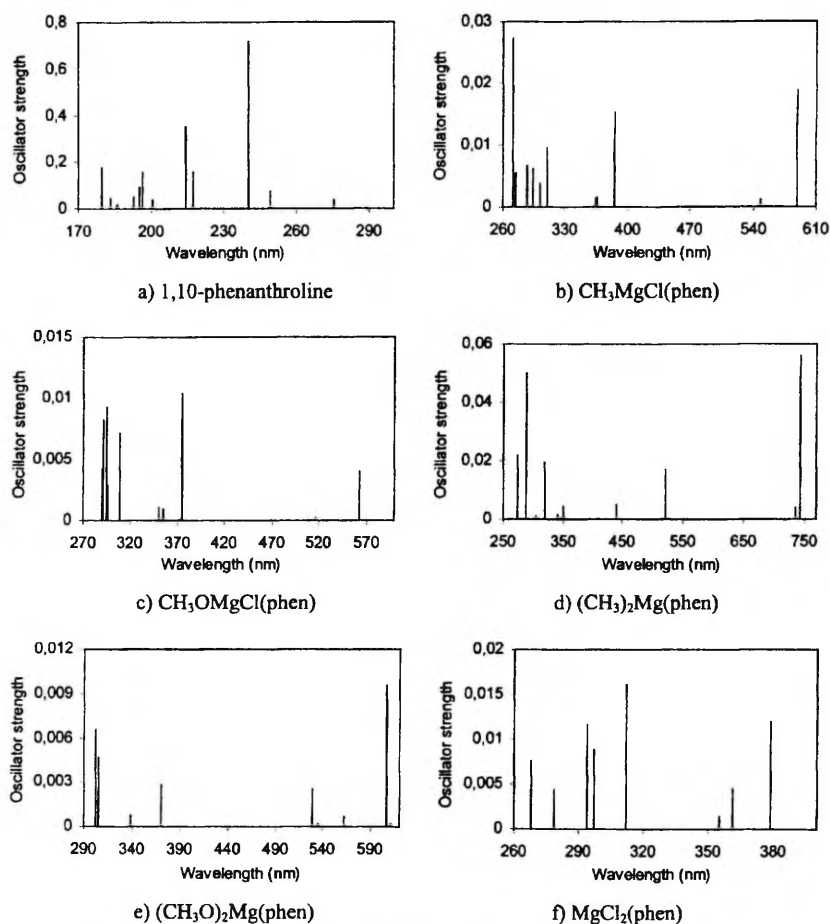 Oscillator strength
0,8
0,6
0,4
0,2
0
170 200 230 260 290
Wavelength (nm)
a) 1,10-phenanthroline
Oscillator strength
0,03
0,02
0,01
0
260 330 400 470 540 610
Wavelength (nm)
b) CH₃MgCl(phen)
Oscillator strength
0,015
0,01
0,005
0
270 320 370 420 470 520 570
Wavelength (nm)
c) CH₃OMgCl(phen)
Oscillator strength
0,06
0,04
0,02
0
250 350 450 550 650 750
Wavelength (nm)
d) (CH₃)₂Mg(phen)
Oscillator strength
0,012
0,009
0,006
0,003
0
290 340 390 440 490 540 590
Wavelength (nm)
e) (CH₃O)₂Mg(phen)
Oscillator strength
0,02
0,015
0,01
0,005
0
260 290 320 350 380
Wavelength (nm)
f) MgCl₂(phen)